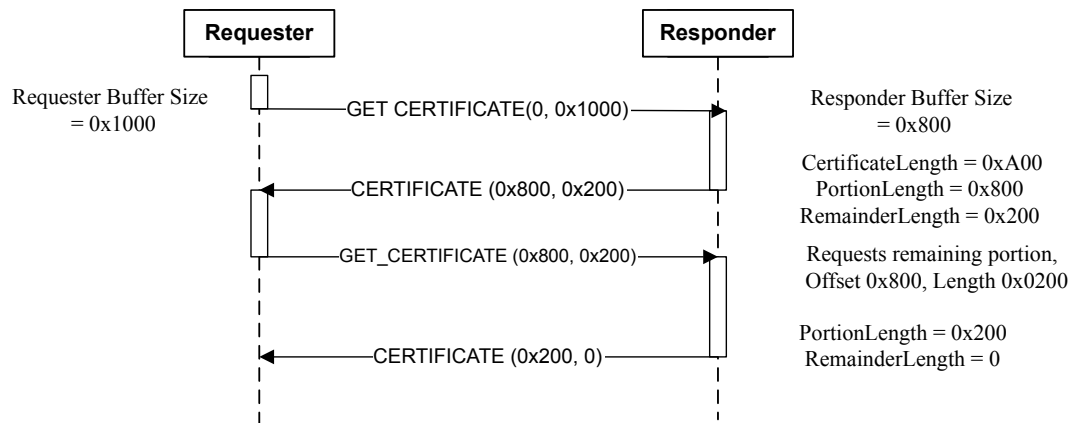 Requester
Responder
Requester Buffer Size
= 0x1000
GET CERTIFICATE(0, 0x1000)
Responder Buffer Size
= 0x800
CertificateLength = 0xA00
PortionLength = 0x800
RemainderLength = 0x200
CERTIFICATE (0x800, 0x200)
GET_CERTIFICATE (0x800, 0x200)
Requests remaining portion,
Offset 0x800, Length 0x0200
PortionLength = 0x200
RemainderLength = 0
CERTIFICATE (0x200, 0)